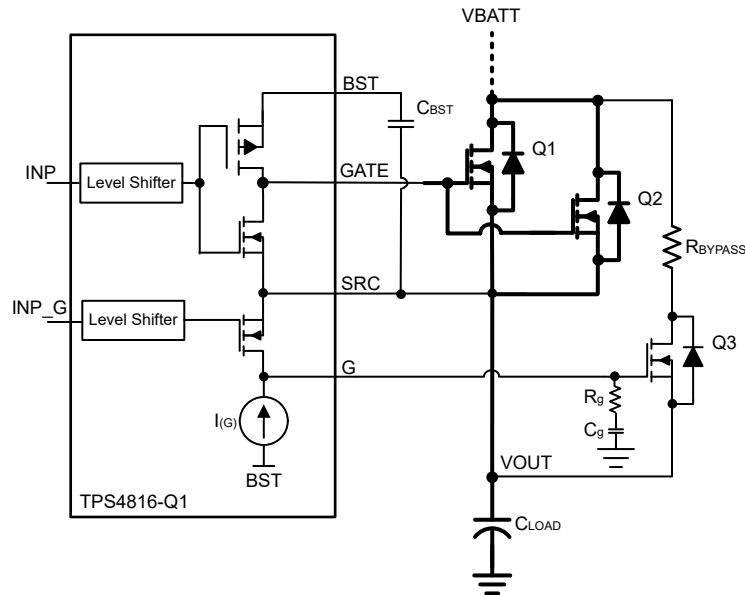 VBATT
BST
CBST
Q1
INP
Level Shifter
GATE
Q2
RBYPASS
SRC
INP_G
Level Shifter
Q3
G
Rg
I(G)
Cg
VOUT
BST
TPS4816-Q1
CLOAD